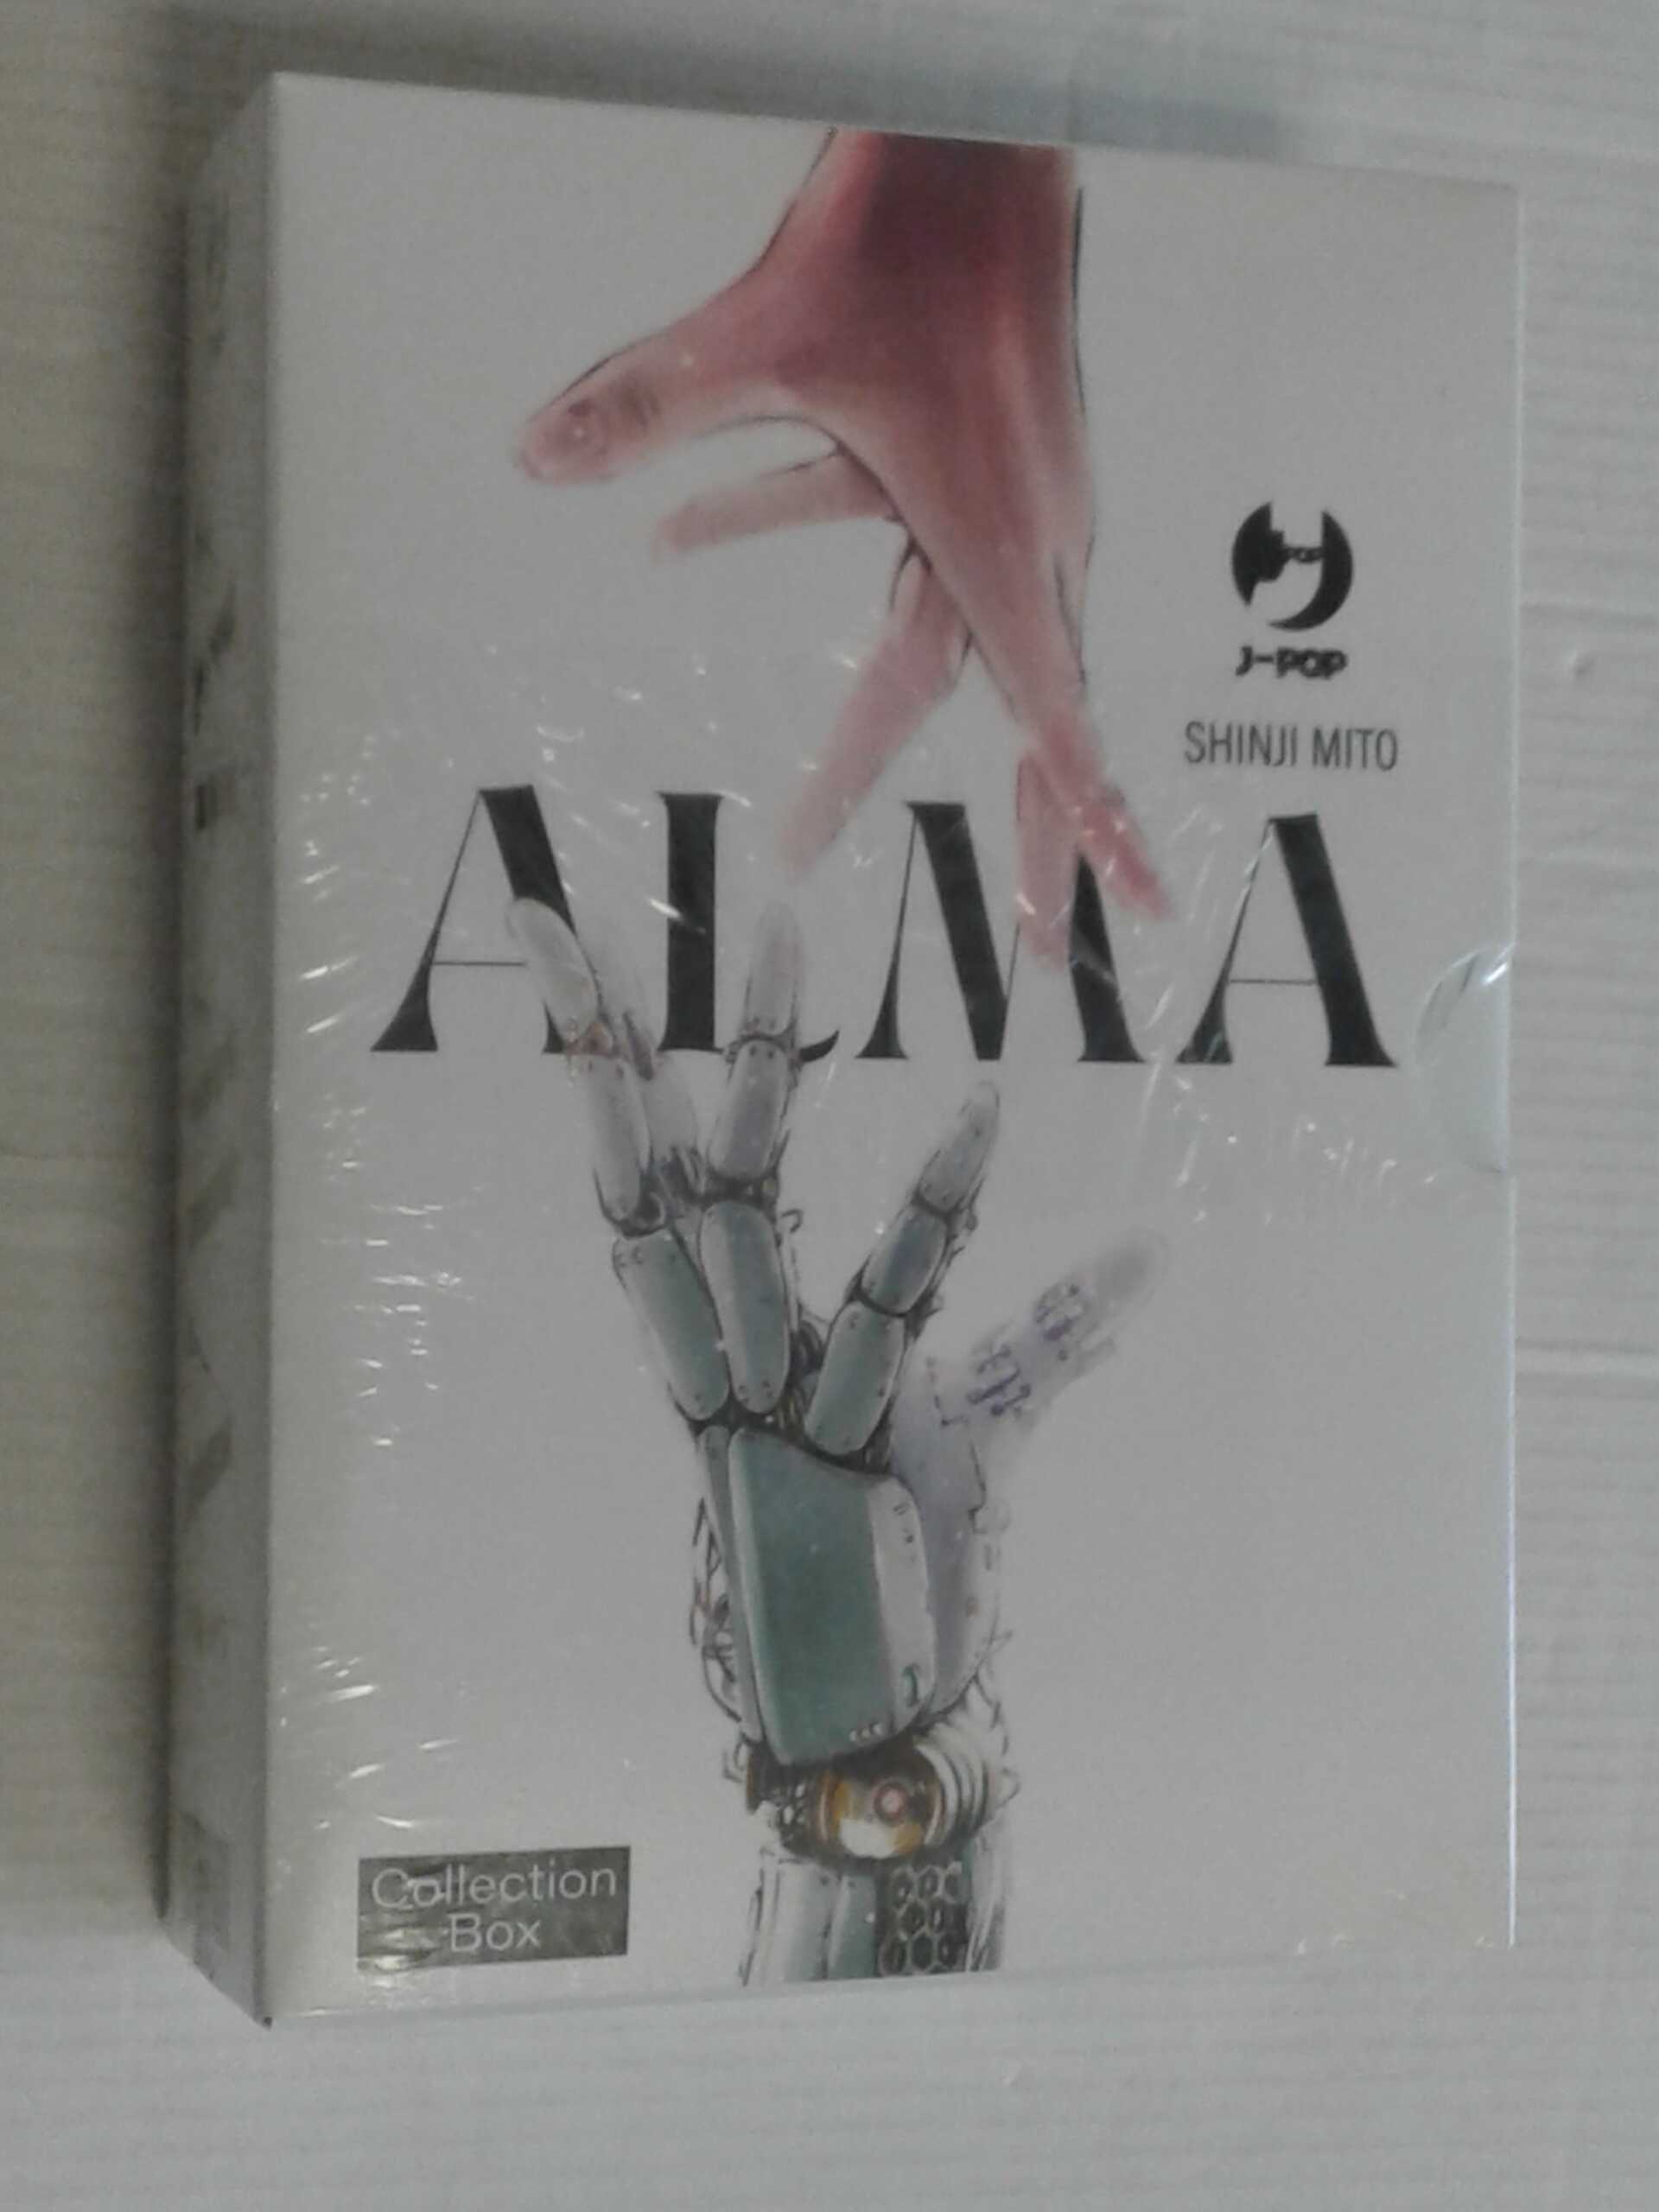 J-POP
SHINJI MITO
ALMA
Collection
Box